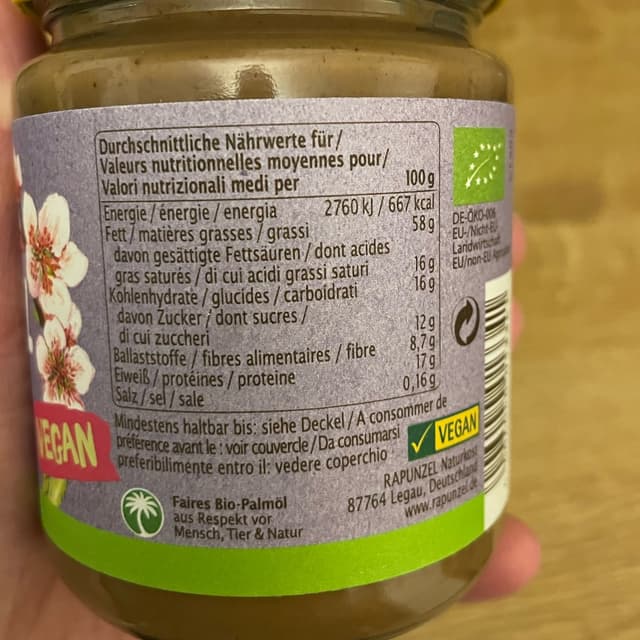 Durchschnittliche Nährwerte für/
Valeurs nutritionnelles moyennes pour/
Valori nutrizionali medi per 100 g
Energie/énergie/energia 2760 kJ/667 kcal
Fett/matières grasses/grassi 58 g
davon gesättigte Fettsäuren/dont acides
gras saturés/di cui acidi grassi saturi 16 g
Kohlenhydrate/glucides/carboidrati 16 g
davon Zucker/dont sucres/
di cui zuccheri 12 g
Ballaststoffe/fibres alimentaires/fibre 8,7 g
Eiweiß/protéines/proteine 17 g
Salz/sel/sale 0,16 g
Mindestens haltbar bis: siehe Deckel/A consommer de
préférence avant le: voir couvercle/Da consumarsi
preferibilmente entro il: vedere coperchio
VEGAN
RAPUNZEL Naturkost
87764 Legau, Deutschland
www.rapunzel.de
Faires Bio-Palmöl
aus Respekt vor
Mensch, Tier & Natur
VEGAN
DE-ÖKO-006
EU-/Nicht-EU-
Landwirtschaft
EU/non-EU